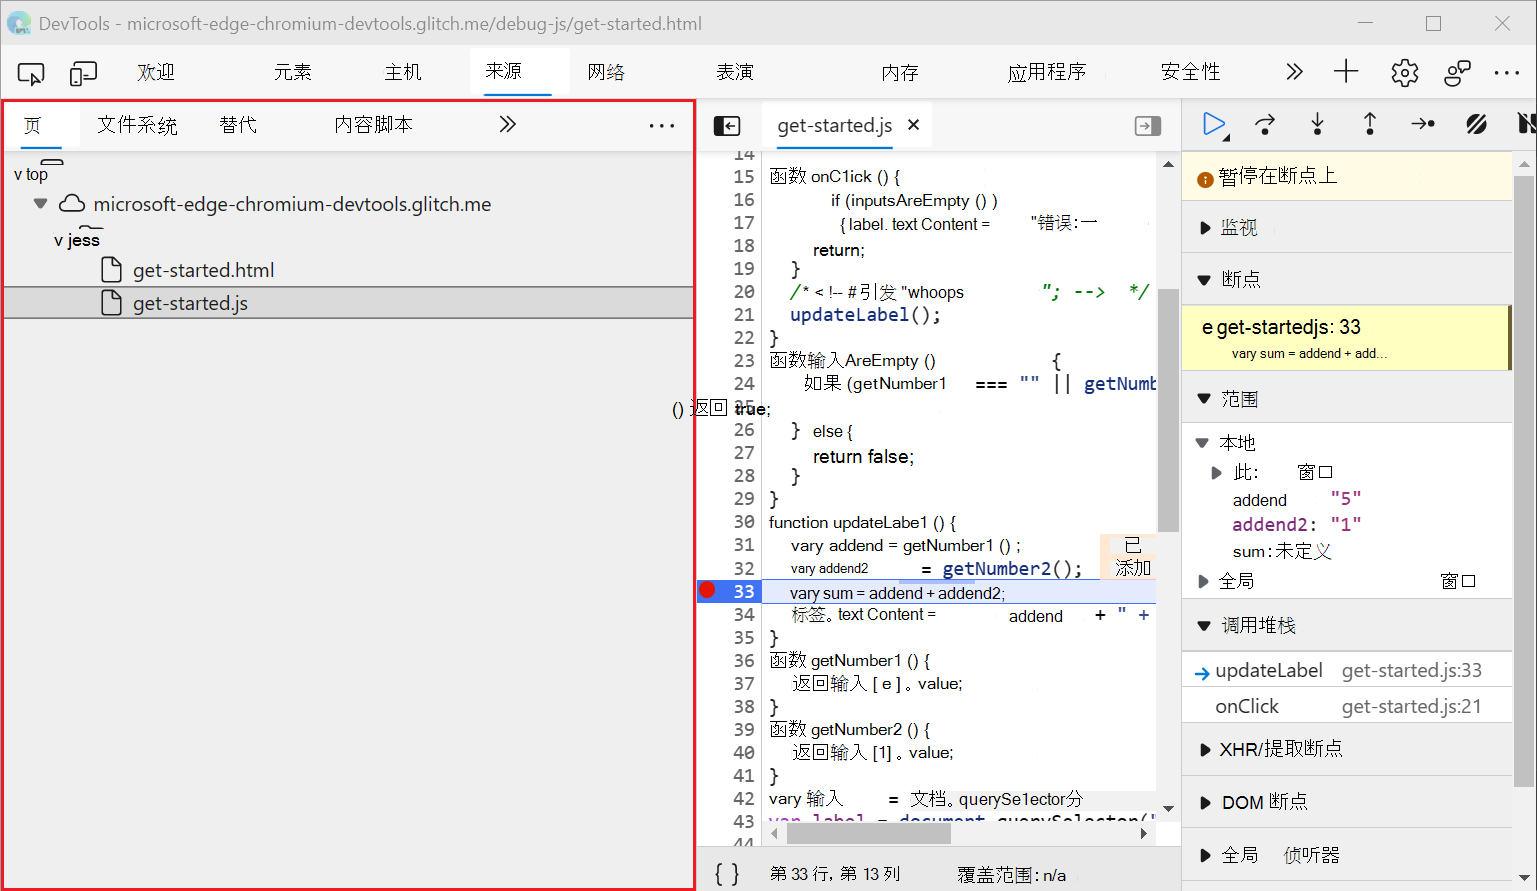 DevTools - microsoft-edge-chromium-devtools.glitch.me/debug-js/get-started.html
欢迎 元素 主机 来源 网络 表演 内存 应用程序 安全性
页 文件系统 替代 内容脚本
v top
microsoft-edge-chromium-devtools.glitch.me
v jess
get-started.html
get-started.js
get-started.js
14
15 函数 onC1ick () {
16 if (inputsAreEmpty () )
17 { label. text Content = "错误:一
18 return;
19 }
20 /* < !-- # 引发 "whoops "; --> */
21 updateLabel();
22 }
23 函数输入AreEmpty () {
24 如果 (getNumber1 === "" || getNumb
25 () 返回 true;
26 } else {
27 return false;
28 }
29 }
30 function updateLabe1 () {
31 vary addend = getNumber1 () ; 已
32 vary addend2 = getNumber2(); 添加
33 vary sum = addend + addend2;
34 标签。text Content = addend + " +
35 }
36 函数 getNumber1 () {
37 返回输入 [ e ] 。value;
38 }
39 函数 getNumber2 () {
40 返回输入 [1] 。value;
41 }
42 vary 输入 = 文档。querySe1ector分
43 var label = document.querySelector("
44
{ } 第 33 行, 第 13 列 覆盖范围: n/a
暂停在断点上
监视
断点
e get-startedjs: 33
vary sum = addend + add...
范围
本地
此: 窗口
addend "5"
addend2: "1"
sum:未定义
全局 窗口
调用堆栈
updateLabel get-started.js:33
onClick get-started.js:21
XHR/提取断点
DOM 断点
全局 侦听器